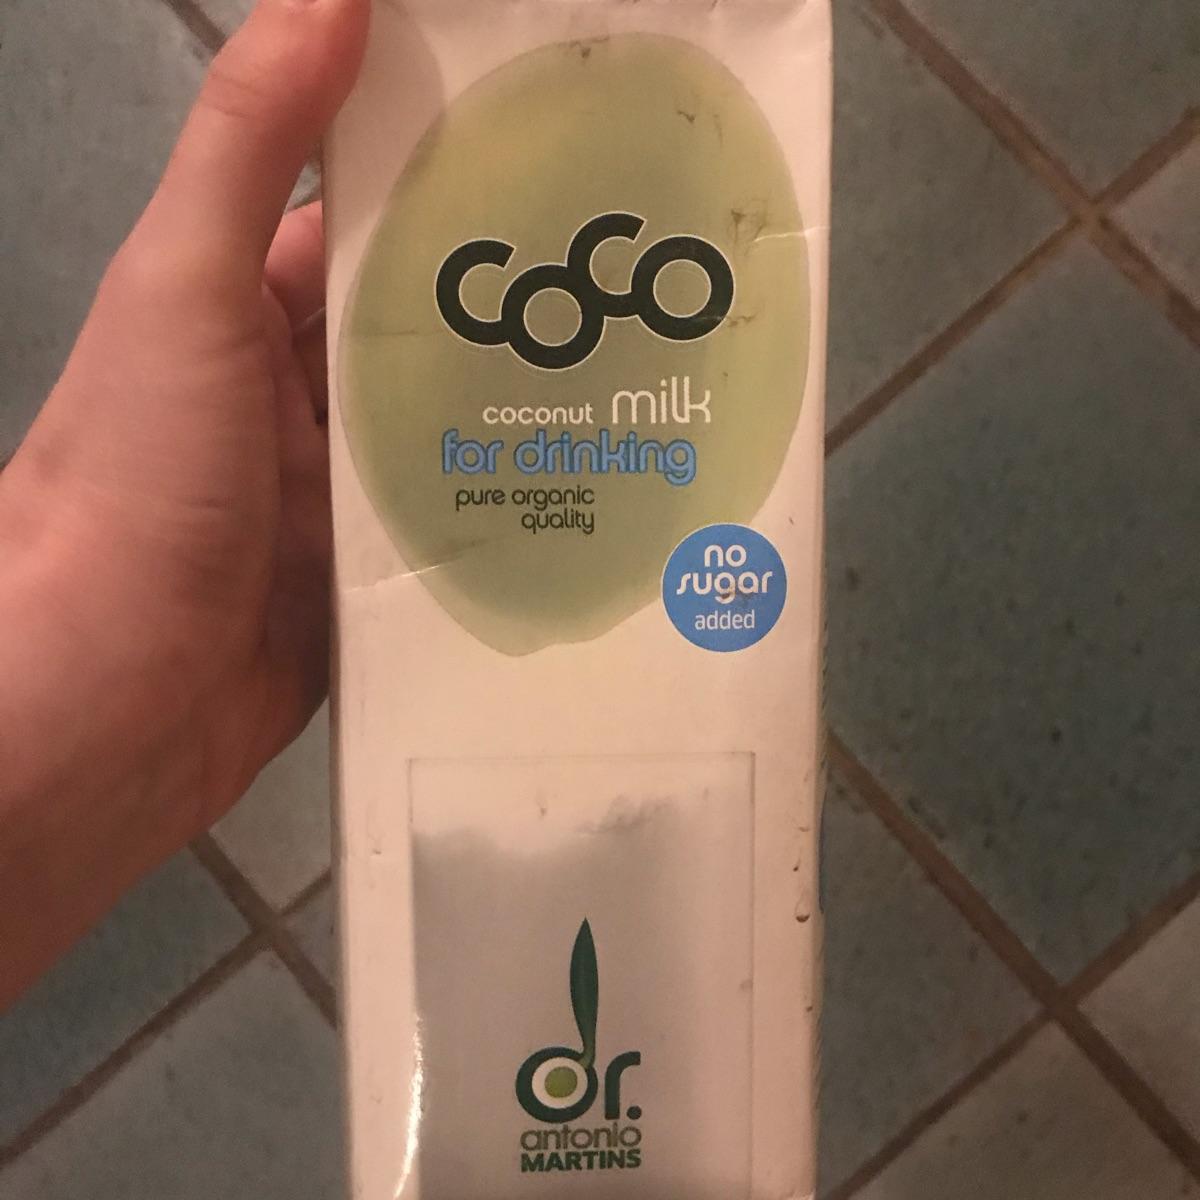 coco
coconut milk
for drinking
pure organic
quality
no
sugar
added
dr.
antonio
MARTINS